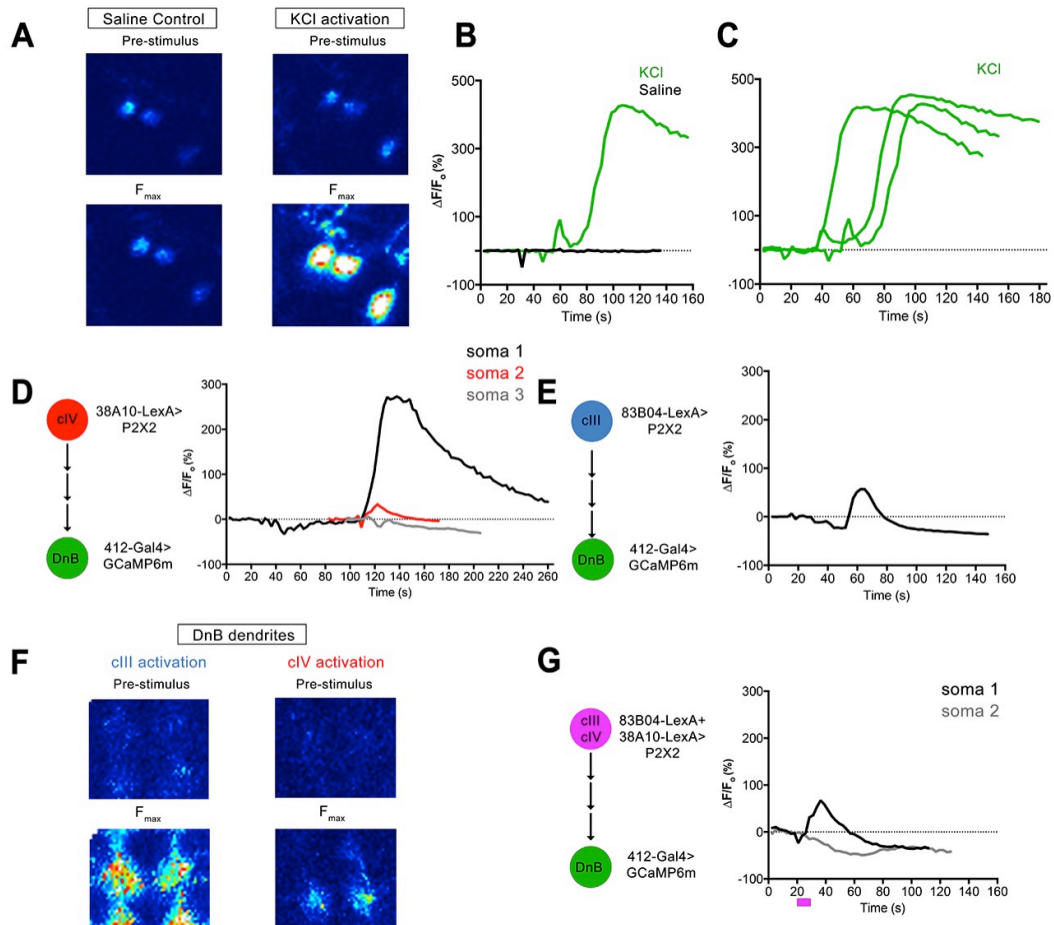 A
Saline Control
KCl activation
Pre-stimulus
Pre-stimulus
Fmax
Fmax
B
KCl
Saline
500
300
100
-100
ΔF/Fo (%)
0 20 40 60 80 100 120 140 160
Time (s)
C
KCl
500
300
100
-100
0 20 40 60 80 100 120 140 160 180
Time (s)
D
cIV
38A10-LexA>
P2X2
DnB
412-Gal4>
GCaMP6m
soma 1
soma 2
soma 3
300
200
100
0
-100
ΔF/Fo (%)
0 20 40 60 80 100 120 140 160 180 200 220 240 260
Time (s)
E
cIII
83B04-LexA>
P2X2
DnB
412-Gal4>
GCaMP6m
300
200
100
0
-100
ΔF/Fo (%)
0 20 40 60 80 100 120 140 160
Time (s)
F
DnB dendrites
cIII activation
cIV activation
Pre-stimulus
Pre-stimulus
Fmax
Fmax
G
cIII
cIV
83B04-LexA+
38A10-LexA>
P2X2
DnB
412-Gal4>
GCaMP6m
soma 1
soma 2
300
200
100
0
-100
ΔF/Fo (%)
0 20 40 60 80 100 120 140 160
Time (s)